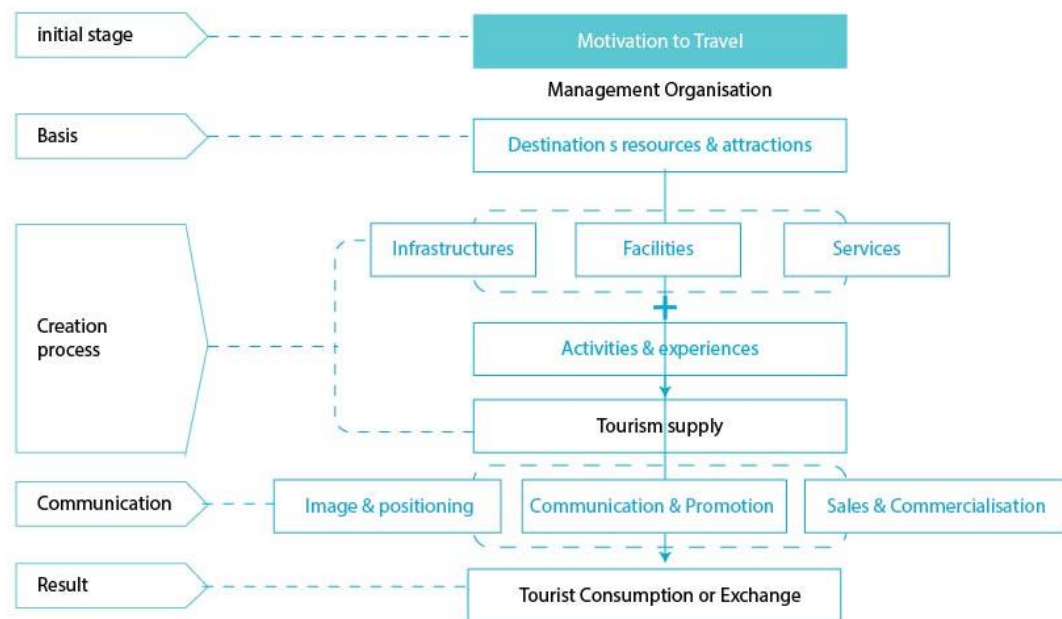 initial stage
Motivation to Travel
Management Organisation
Basis
Destination s resources & attractions
Infrastructures
Facilities
Services
+
Creation
process
Activities & experiences
Tourism supply
Communication
Image & positioning
Communication & Promotion
Sales & Commercialisation
Result
Tourist Consumption or Exchange